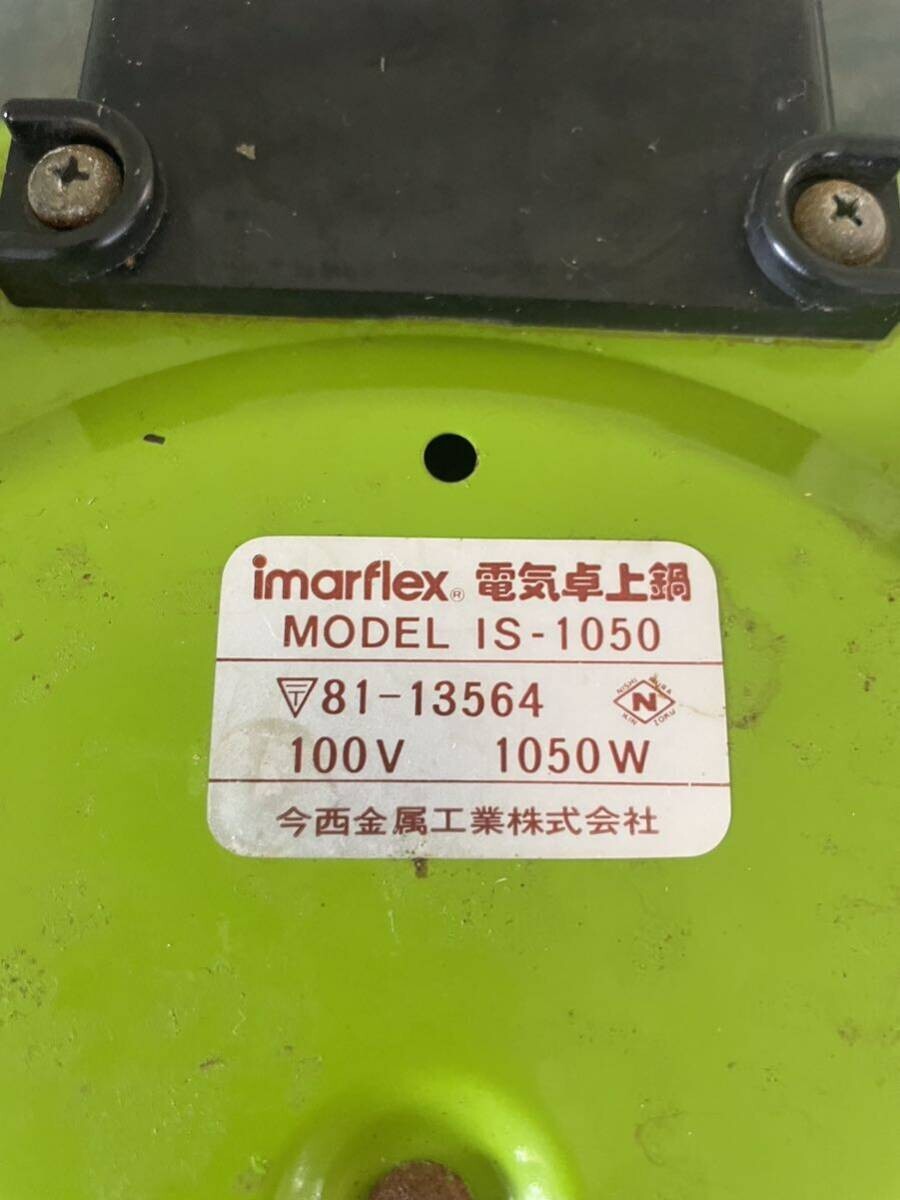 imarflex® 電気卓上鍋
MODEL IS-1050
〒81-13564
N
100V 1050W
今西金属工業株式会社